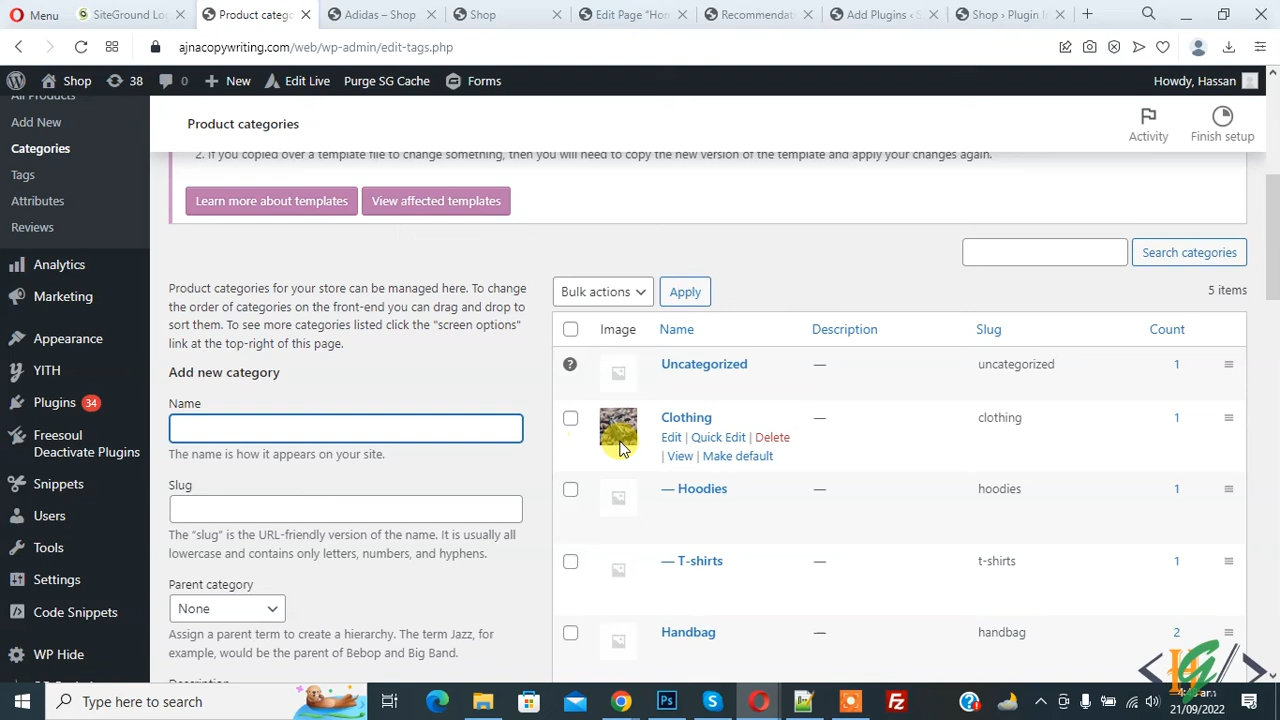 SiteGround Log
Product catego
Adidas – Shop
Shop
Edit Page "Hom
Recommendat
Add Plugins ‹ S
Shop › Plugin In
Menu
ajnacopywriting.com/web/wp-admin/edit-tags.php
Shop
38
0
New
Edit Live
Purge SG Cache
Forms
Howdy, Hassan
All Products
Add New
Categories
Tags
Attributes
Reviews
Analytics
Marketing
Appearance
YITH
Plugins 34
Freesoul
Deactivate Plugins
Snippets
Users
Tools
Settings
Code Snippets
WP Hide
Product categories
Activity
Finish setup
2. If you copied over a template file to change something, then you will need to copy the new version of the template and apply your changes again.
Learn more about templates
View affected templates
Search categories
Product categories for your store can be managed here. To change
the order of categories on the front-end you can drag and drop to
sort them. To see more categories listed click the "screen options"
link at the top-right of this page.
Add new category
Name
The name is how it appears on your site.
Slug
The “slug” is the URL-friendly version of the name. It is usually all
lowercase and contains only letters, numbers, and hyphens.
Parent category
None
Assign a parent term to create a hierarchy. The term Jazz, for
example, would be the parent of Bebop and Big Band.
Description
Bulk actions
Apply
5 items
Image Name Description Slug Count
Uncategorized — uncategorized 1
Clothing — clothing 1
Edit | Quick Edit | Delete
| View | Make default
— Hoodies — hoodies 1
— T-shirts — t-shirts 1
Handbag — handbag 2
Type here to search
21/09/2022